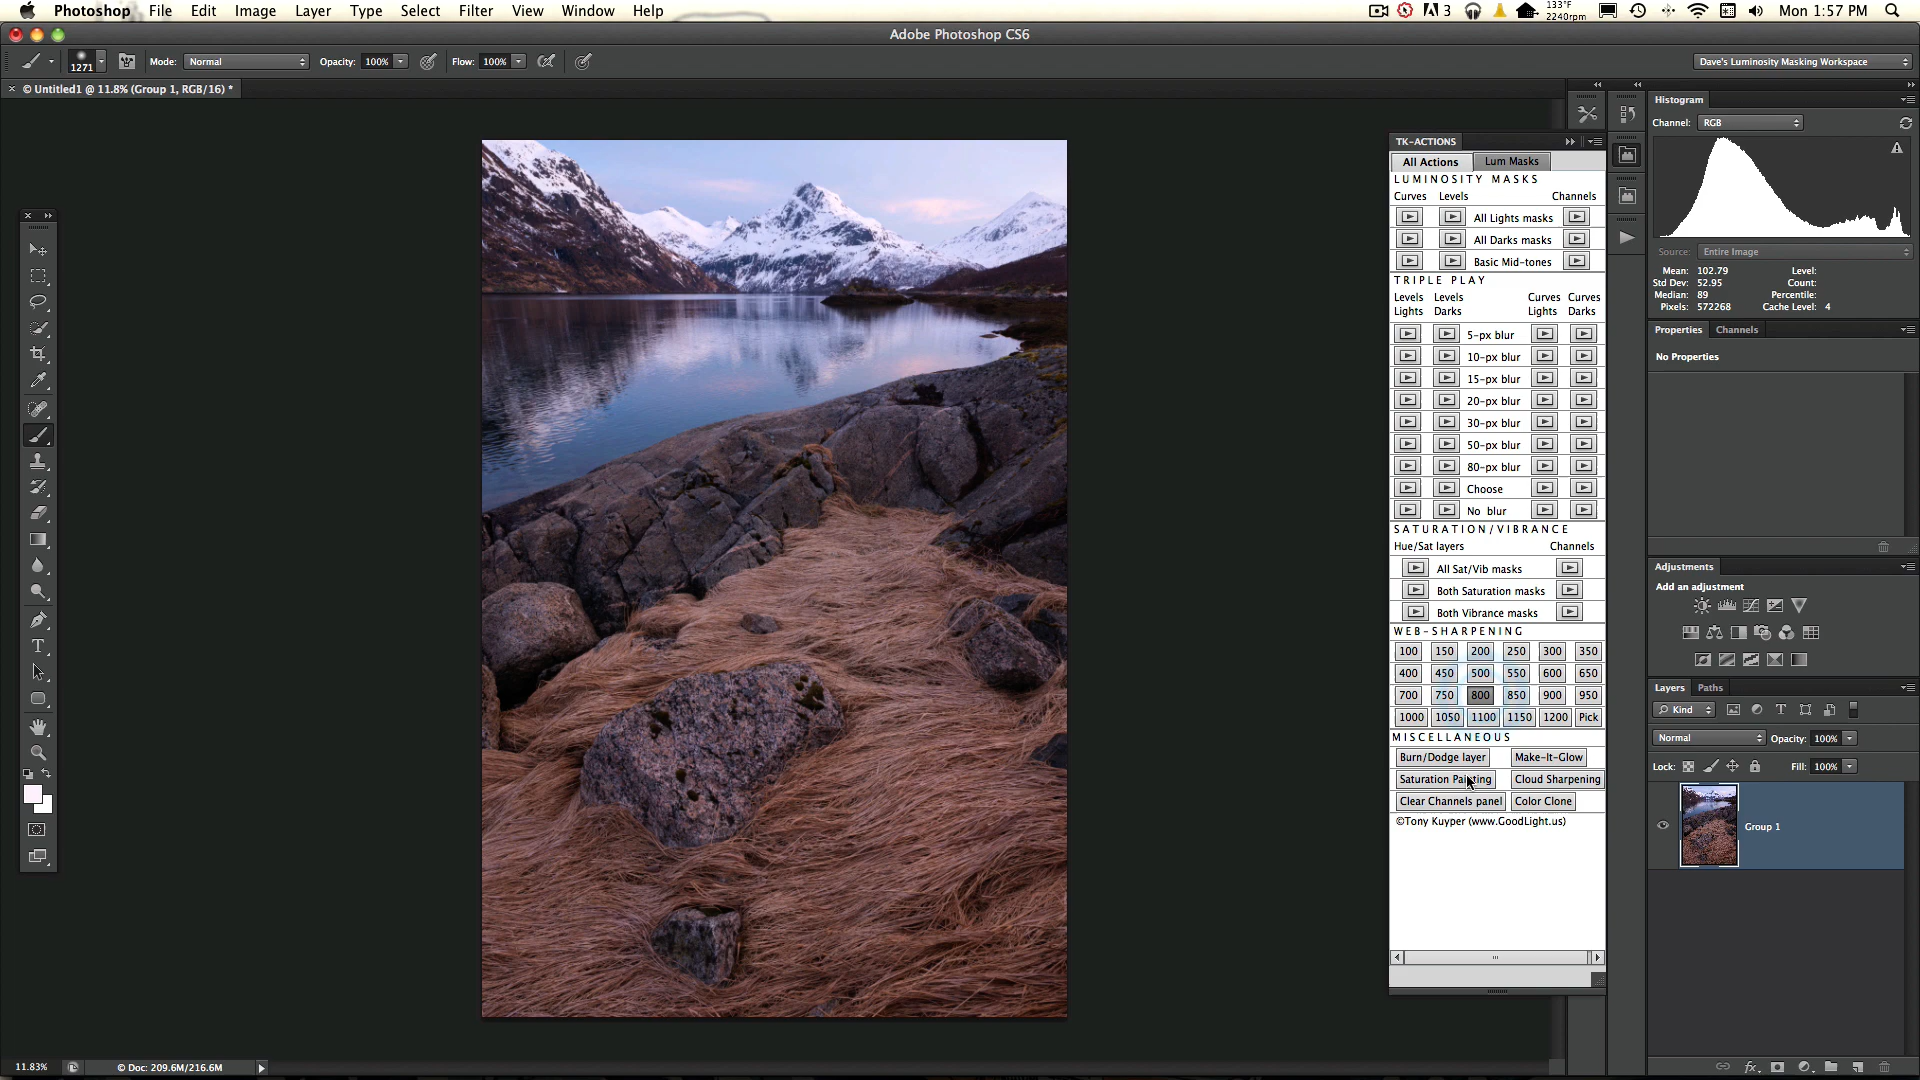 Photoshop File Edit Image Layer Type Select Filter View Window Help
3 133°F 2240rpm Mon 1:57 PM
Adobe Photoshop CS6
1271 Mode: Normal Opacity: 100% Flow: 100% Dave's Luminosity Masking Workspace
© Untitled1 @ 11.8% (Group 1, RGB/16) *
TK-ACTIONS
All Actions Lum Masks
LUMINOSITY MASKS
Curves Levels Channels
All Lights masks
All Darks masks
Basic Mid-tones
TRIPLE PLAY
Levels Levels Curves Curves
Lights Darks Lights Darks
5-px blur
10-px blur
15-px blur
20-px blur
30-px blur
50-px blur
80-px blur
Choose
No blur
SATURATION/VIBRANCE
Hue/Sat layers Channels
All Sat/Vib masks
Both Saturation masks
Both Vibrance masks
WEB-SHARPENING
100 150 200 250 300 350
400 450 500 550 600 650
700 750 800 850 900 950
1000 1050 1100 1150 1200 Pick
MISCELLANEOUS
Burn/Dodge layer Make-It-Glow
Saturation Painting Cloud Sharpening
Clear Channels panel Color Clone
©Tony Kuyper (www.GoodLight.us)
Histogram
Channel: RGB
Source: Entire Image
Mean: 102.79 Level:
Std Dev: 52.95 Count:
Median: 89 Percentile:
Pixels: 572268 Cache Level: 4
Properties Channels
No Properties
Adjustments
Add an adjustment
Layers Paths
Kind
Normal Opacity: 100%
Lock: Fill: 100%
Group 1
11.83% © Doc: 209.6M/216.6M